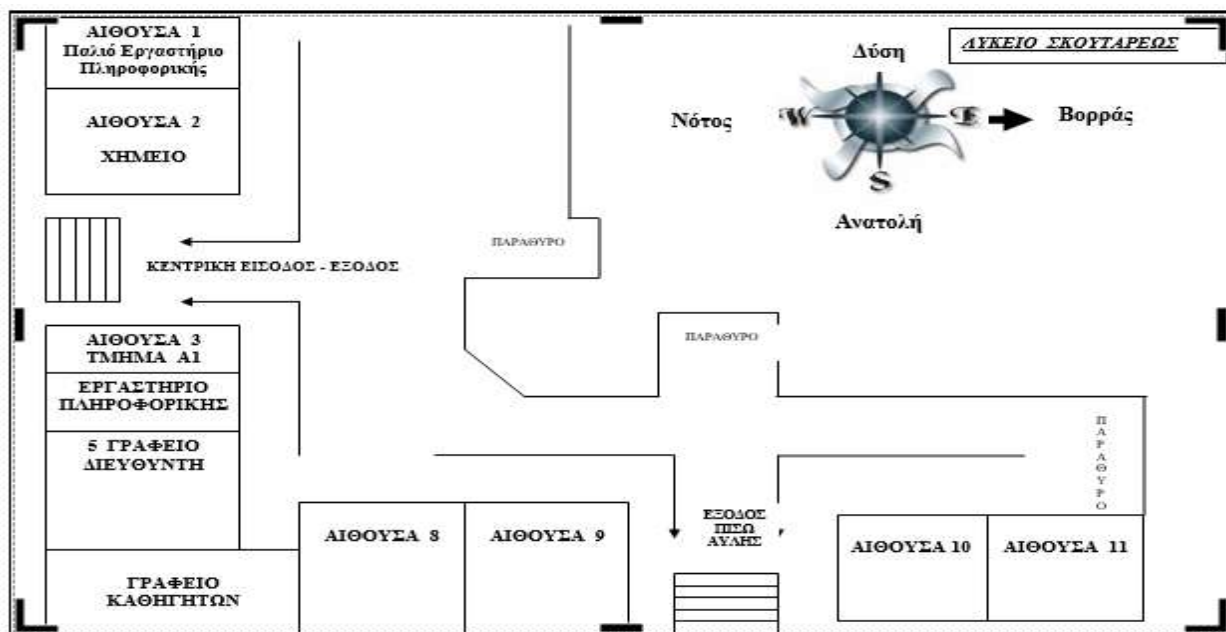 ΑΙΘΟΥΣΑ 1
Παλιό Εργαστήριο
Πληροφορικής
ΛΥΚΕΙΟ ΣΚΟΥΤΑΡΕΩΣ
Δύση
Νότος
W
E
Βορράς
S
Ανατολή
ΑΙΘΟΥΣΑ 2
ΧΗΜΕΙΟ
ΠΑΡΑΘΥΡΟ
ΚΕΝΤΡΙΚΗ ΕΙΣΟΔΟΣ - ΕΞΟΔΟΣ
ΠΑΡΑΘΥΡΟ
ΑΙΘΟΥΣΑ 3
ΤΜΗΜΑ Α1
ΕΡΓΑΣΤΗΡΙΟ
ΠΛΗΡΟΦΟΡΙΚΗΣ
5 ΓΡΑΦΕΙΟ
ΔΙΕΥΘΥΝΤΗ
ΠΑΡΑΘΥΡΟ
ΑΙΘΟΥΣΑ 8
ΑΙΘΟΥΣΑ 9
ΕΞΟΔΟΣ
ΠΙΣΩ
ΑΥΛΗΣ
ΑΙΘΟΥΣΑ 10
ΑΙΘΟΥΣΑ 11
ΓΡΑΦΕΙΟ
ΚΑΘΗΓΗΤΩΝ